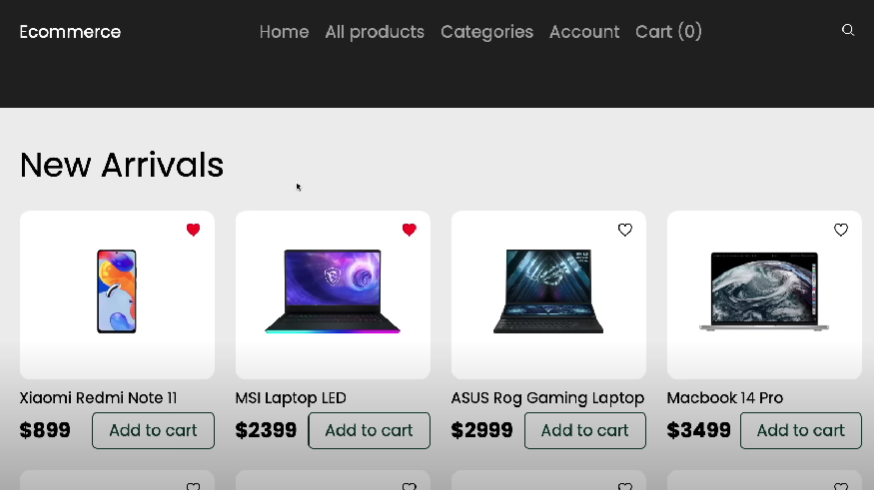 Ecommerce Home All products Categories Account Cart (0)
New Arrivals
Xiaomi Redmi Note 11 MSI Laptop LED ASUS Rog Gaming Laptop Macbook 14 Pro
$899 Add to cart $2399 Add to cart $2999 Add to cart $3499 Add to cart